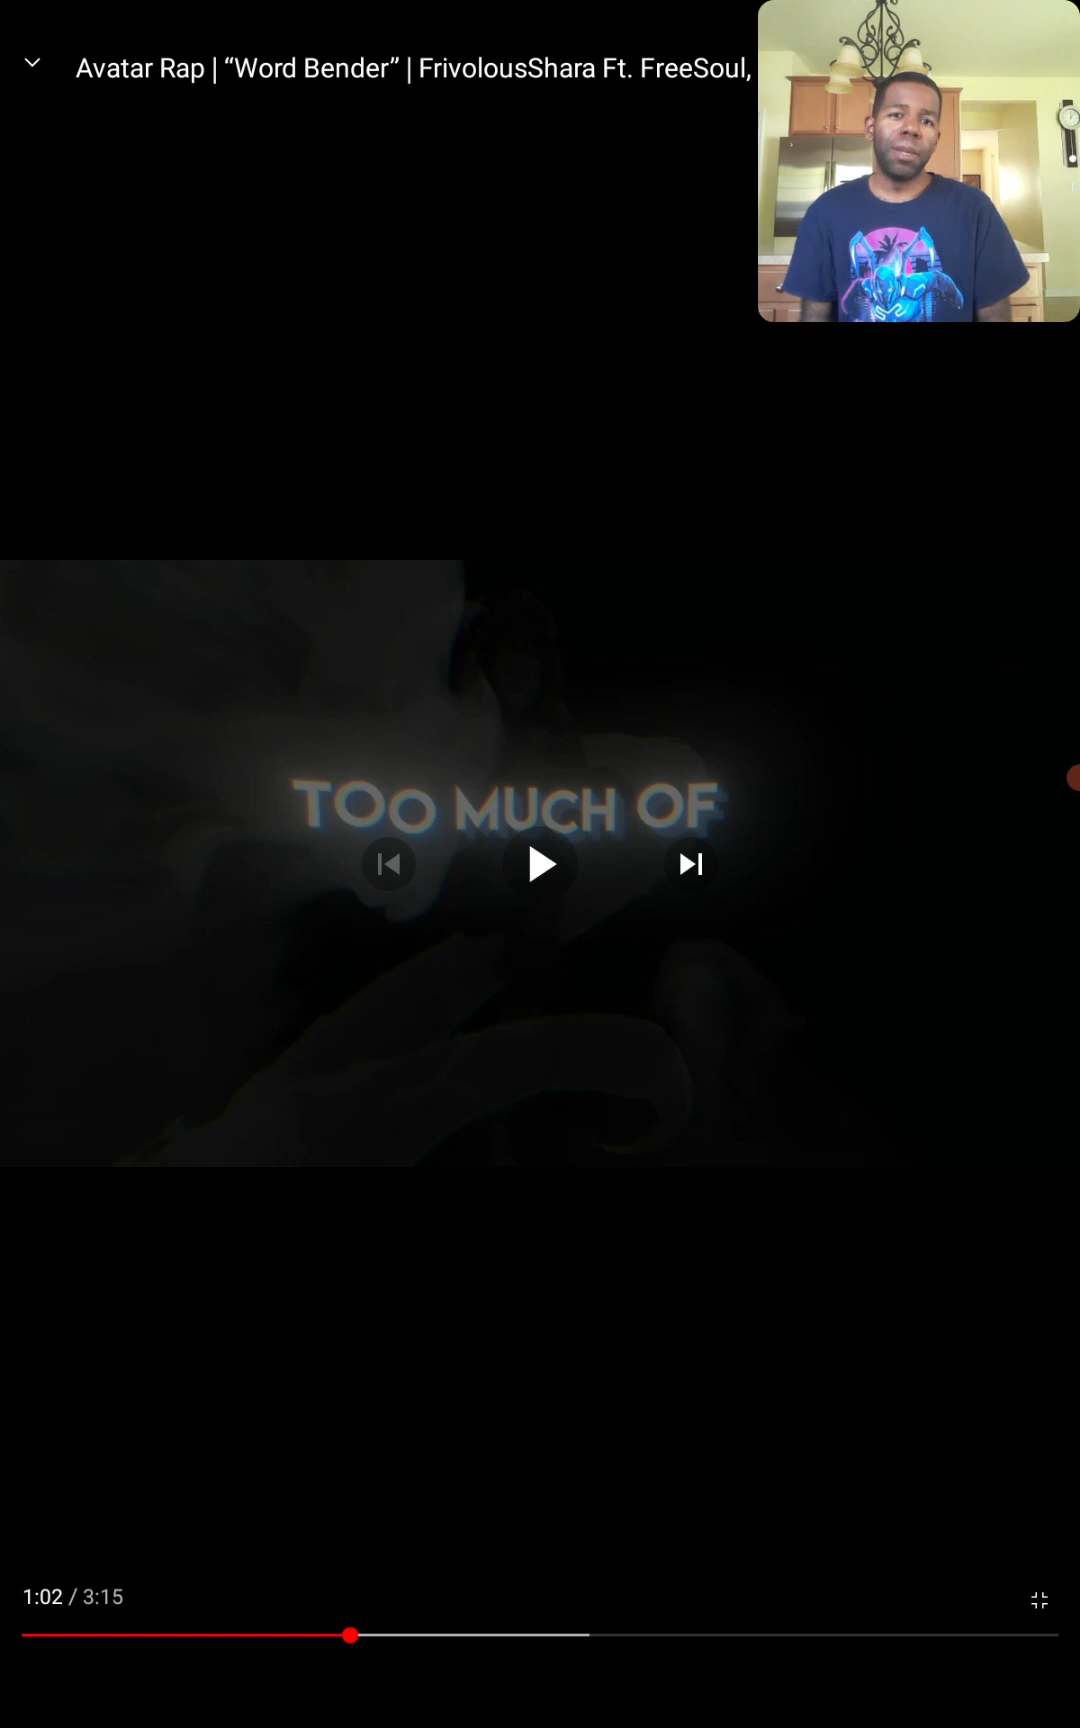 Avatar Rap | “Word Bender” | FrivolousShara Ft. FreeSoul,
TOO MUCH OF
1:02 / 3:15